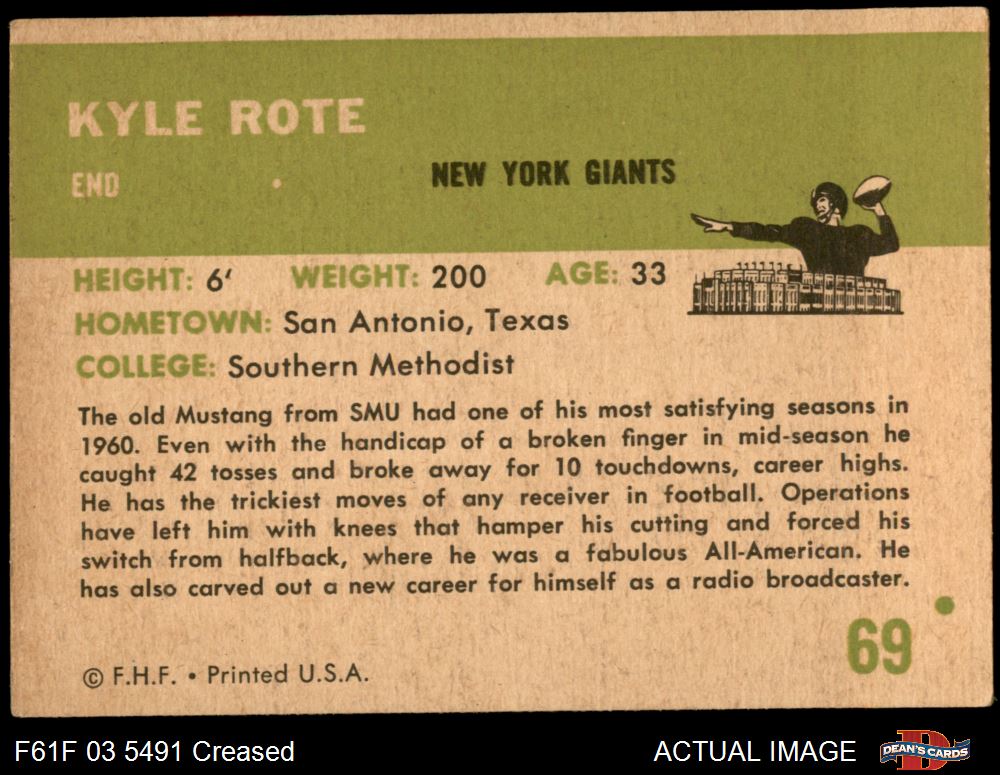 KYLE ROTE
END
NEW YORK GIANTS
HEIGHT: 6' WEIGHT: 200 AGE: 33
HOMETOWN: San Antonio, Texas
COLLEGE: Southern Methodist
The old Mustang from SMU had one of his most satisfying seasons in
1960. Even with the handicap of a broken finger in mid-season he
caught 42 tosses and broke away for 10 touchdowns, career highs.
He has the trickiest moves of any receiver in football. Operations
have left him with knees that hamper his cutting and forced his
switch from halfback, where he was a fabulous All-American. He
has also carved out a new career for himself as a radio broadcaster.
69
© F.H.F. • Printed U.S.A.
F61F 03 5491 Creased
ACTUAL IMAGE
D
DEAN'S CARDS